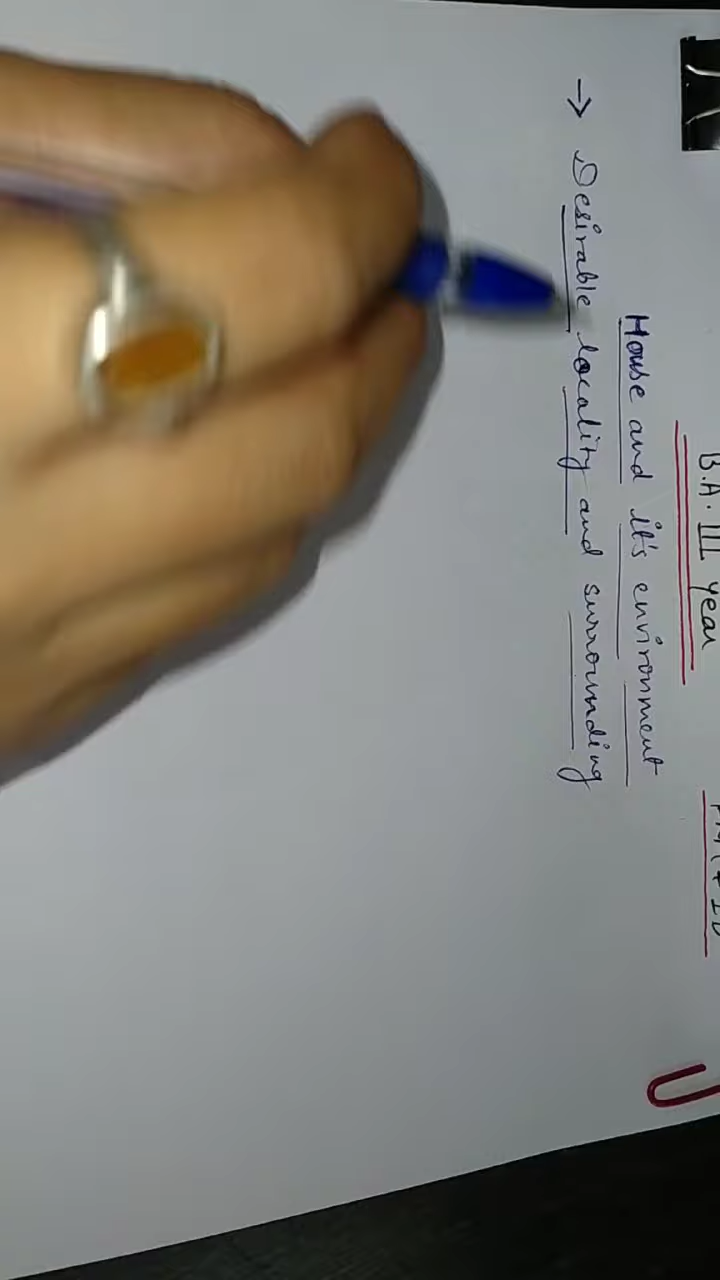 B.A. III year
House and it's environment
→ Desirable locality and surrounding